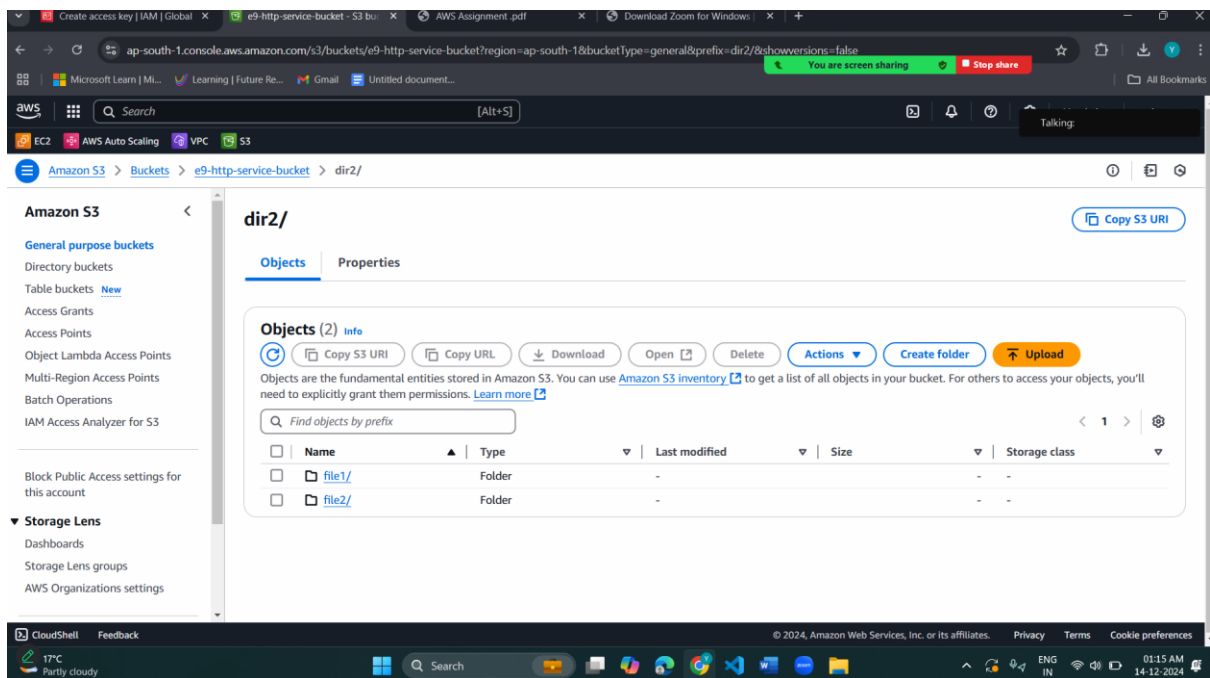 Create access key | IAM | Global
e9-http-service-bucket - S3 buc
AWS Assignment .pdf
Download Zoom for Windows
ap-south-1.console.aws.amazon.com/s3/buckets/e9-http-service-bucket?region=ap-south-1&bucketType=general&prefix=dir2/&showversions=false
You are screen sharing
Stop share
Microsoft Learn | Mi...
Learning | Future Re...
Gmail
Untitled document...
All Bookmarks
aws
Search
[Alt+S]
Talking:
EC2
AWS Auto Scaling
VPC
S3
Amazon S3 > Buckets > e9-http-service-bucket > dir2/
Amazon S3
General purpose buckets
Directory buckets
Table buckets New
Access Grants
Access Points
Object Lambda Access Points
Multi-Region Access Points
Batch Operations
IAM Access Analyzer for S3
Block Public Access settings for
this account
Storage Lens
Dashboards
Storage Lens groups
AWS Organizations settings
dir2/
Copy S3 URI
Objects
Properties
Objects (2) Info
Copy S3 URI
Copy URL
Download
Open
Delete
Actions
Create folder
Upload
Objects are the fundamental entities stored in Amazon S3. You can use Amazon S3 inventory to get a list of all objects in your bucket. For others to access your objects, you'll
need to explicitly grant them permissions. Learn more
Find objects by prefix
1
Name Type Last modified Size Storage class
file1/ Folder - - -
file2/ Folder - - -
CloudShell Feedback
© 2024, Amazon Web Services, Inc. or its affiliates. Privacy Terms Cookie preferences
17°C
Partly cloudy
Search
ENG
IN
01:15 AM
14-12-2024